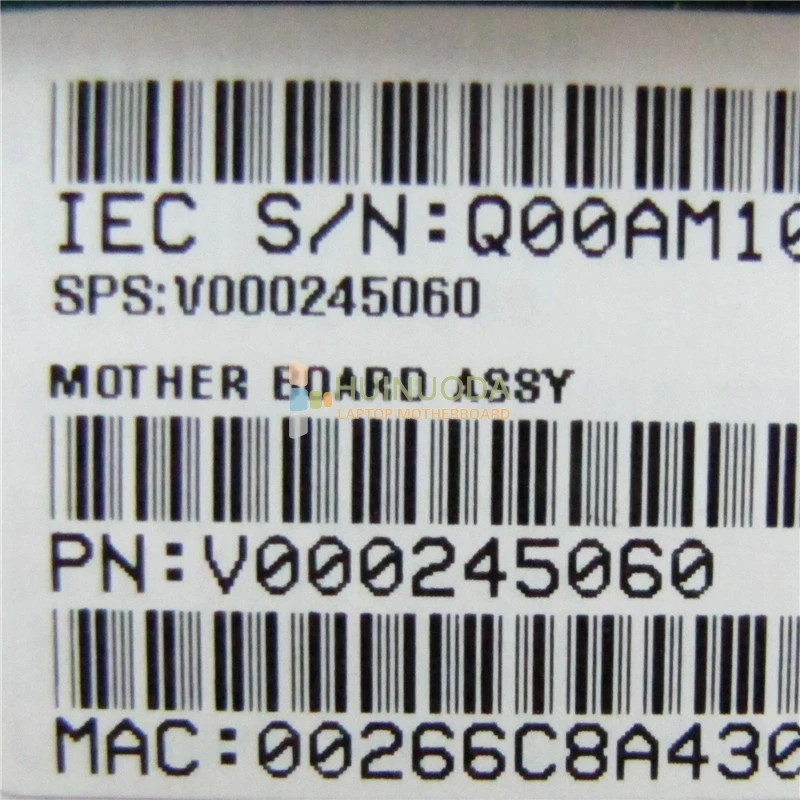 IEC S/N:Q00AM10
SPS:V000245060
MOTHER BOARD ASSY
HUINUODA
LAPTOP MOTHERBOARD
PN:V000245060
MAC:00266C8A430